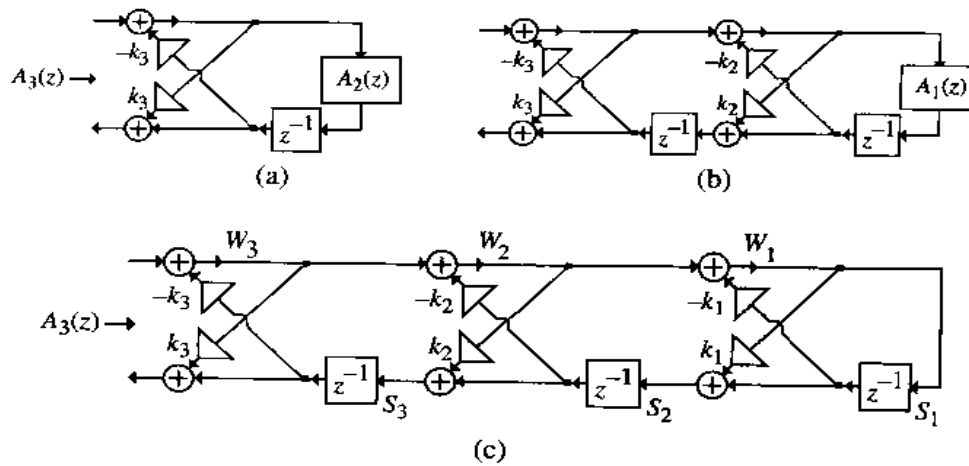 −k₃
A₃(z)
k₃
A₂(z)
z⁻¹
(a)
−k₃
k₃
z⁻¹
−k₂
k₂
A₁(z)
z⁻¹
(b)
W₃
W₂
W₁
−k₃
−k₂
−k₁
A₃(z)
k₃
k₂
k₁
z⁻¹
z⁻¹
z⁻¹
S₃
S₂
S₁
(c)